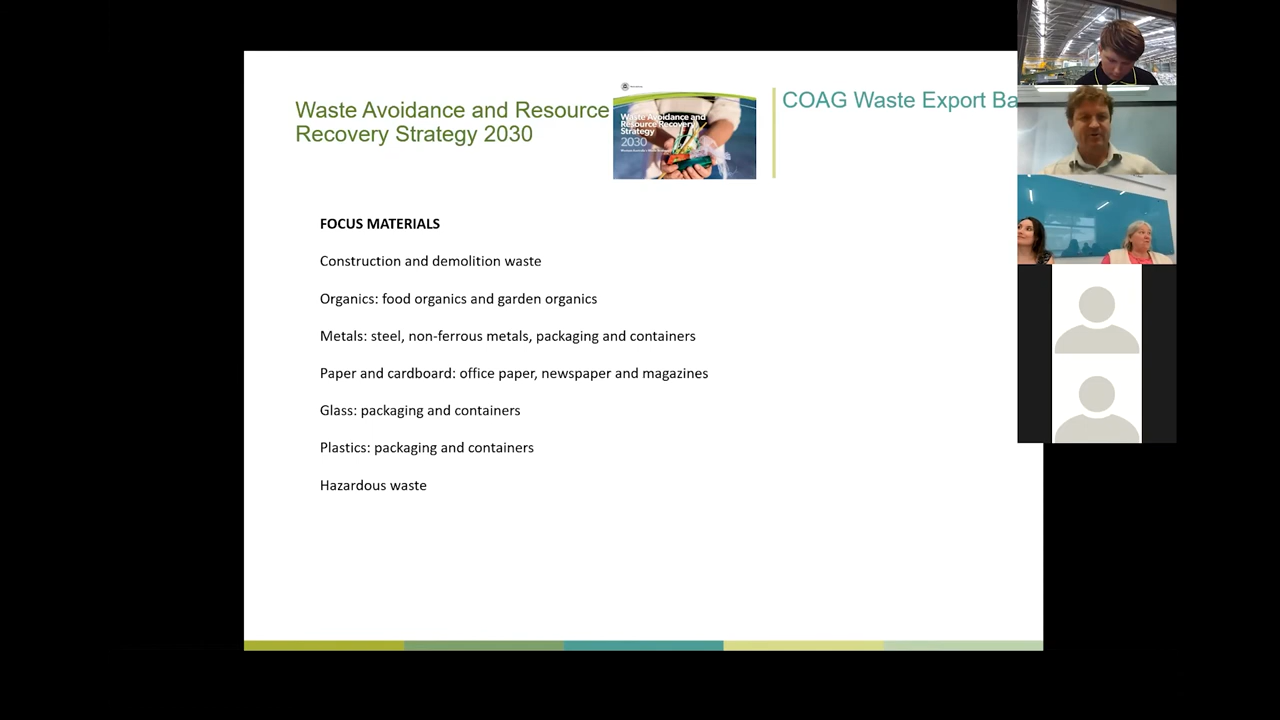 Waste Avoidance and Resource
Recovery Strategy 2030
Waste Avoidance and
Resource Recovery
Strategy
2030
COAG Waste Export Ba
FOCUS MATERIALS
Construction and demolition waste
Organics: food organics and garden organics
Metals: steel, non-ferrous metals, packaging and containers
Paper and cardboard: office paper, newspaper and magazines
Glass: packaging and containers
Plastics: packaging and containers
Hazardous waste